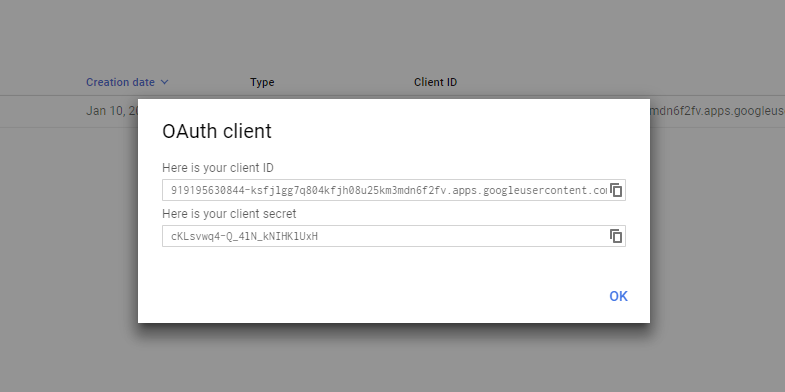 Creation date Type Client ID
Jan 10, 20 mdn6f2fv.apps.googleus
OAuth client
Here is your client ID
919195630844-ksfjlgg7q804kfjh08u25km3mdn6f2fv.apps.googleusercontent.co
Here is your client secret
cKLsvwq4-Q_4lN_kNIHKlUxH
OK